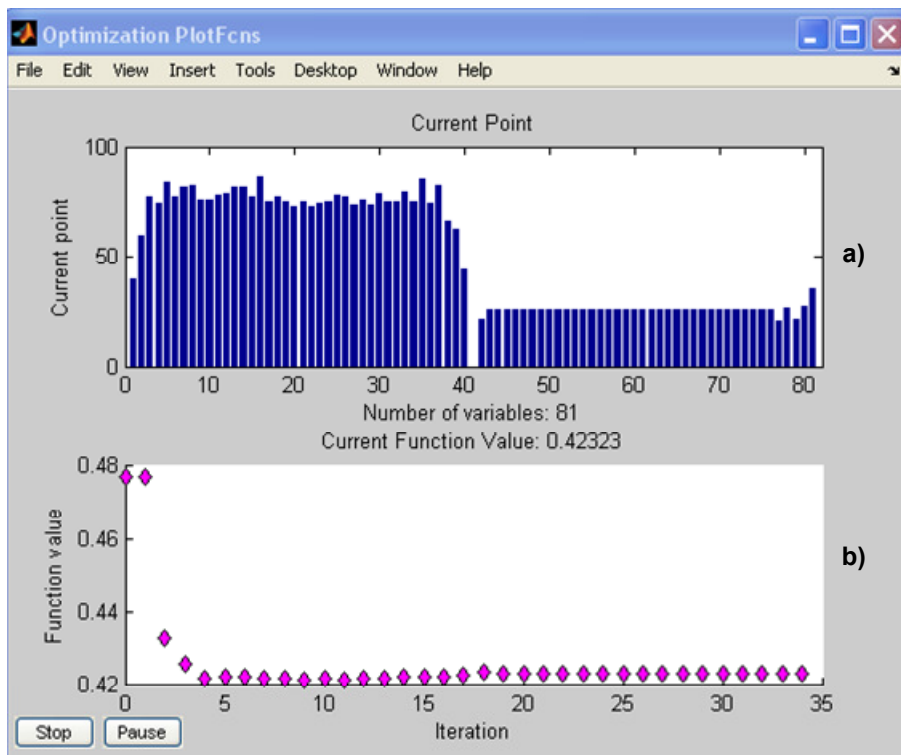 Optimization PlotFcns
File Edit View Insert Tools Desktop Window Help
Current Point
100
50
0
Current point
0 10 20 30 40 50 60 70 80
Number of variables: 81
a)
Current Function Value: 0.42323
0.48
0.46
0.44
0.42
Function value
0 5 10 15 20 25 30 35
Iteration
b)
Stop Pause